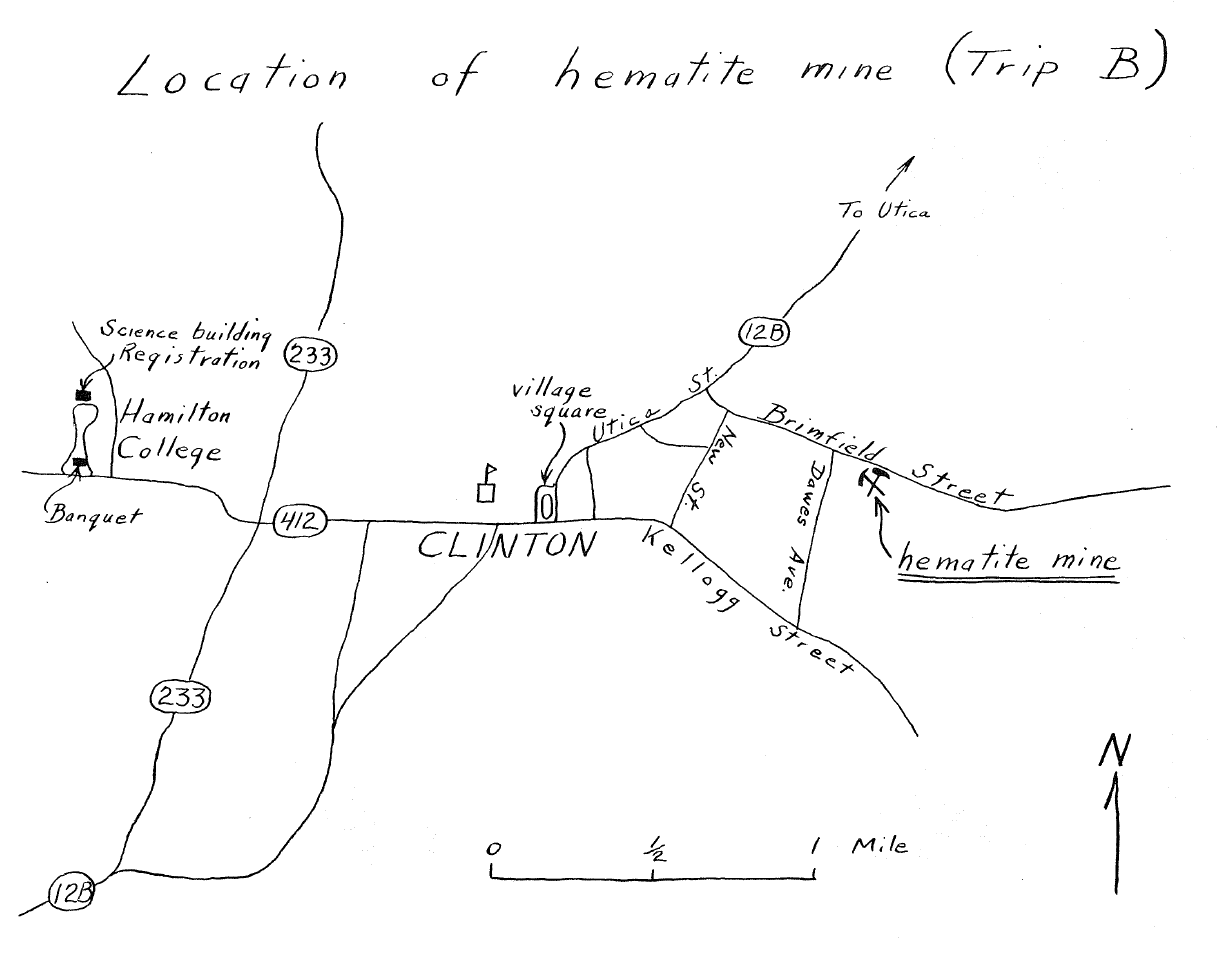 Location of hematite mine (Trip B)
To Utica
12B
Science building
Registration
233
Hamilton
College
village
square
Utica St.
Brimfield Street
New St.
Dawes Ave.
Banquet
412
CLINTON
Kellogg Street
hematite mine
233
N
0 1/2 1 Mile
12B